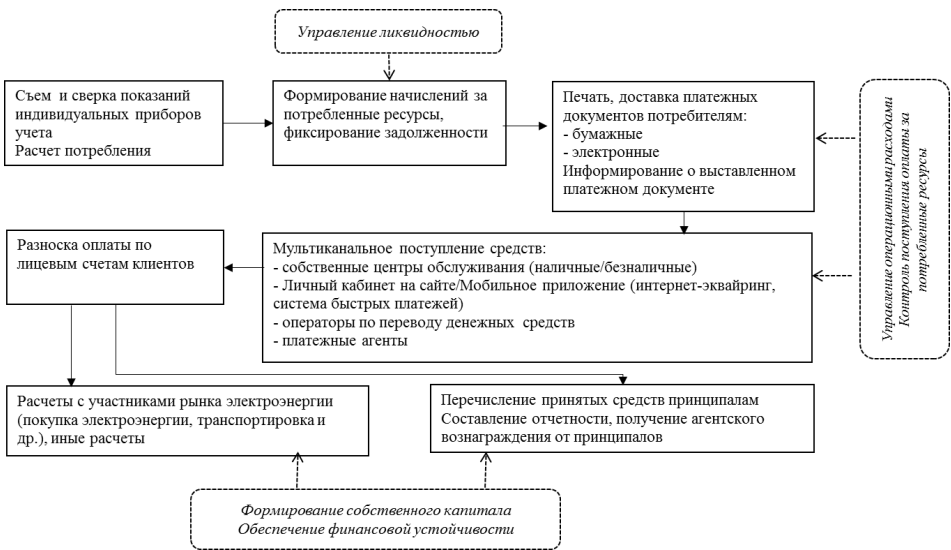 Управление ликвидностью
Съем  и сверка показаний
индивидуальных приборов
учета
Расчет потребления
Формирование начислений за
потребленные ресурсы,
фиксирование задолженности
Печать, доставка платежных
документов потребителям:
- бумажные
- электронные
Информирование о выставленном
платежном документе
Управление операционными расходами
Контроль поступления оплаты за
потребленные ресурсы
Разноска оплаты по
лицевым счетам клиентов
Мультиканальное поступление средств:
- собственные центры обслуживания (наличные/безналичные)
- Личный кабинет на сайте/Мобильное приложение (интернет-эквайринг,
система быстрых платежей)
- операторы по переводу денежных  средств
- платежные агенты
Расчеты с участниками рынка электроэнергии
(покупка электроэнергии, транспортировка и
др.), иные расчеты
Перечисление принятых средств принципалам
Составление отчетности, получение агентского
вознаграждения от принципалов
Формирование собственного капитала
Обеспечение финансовой устойчивости